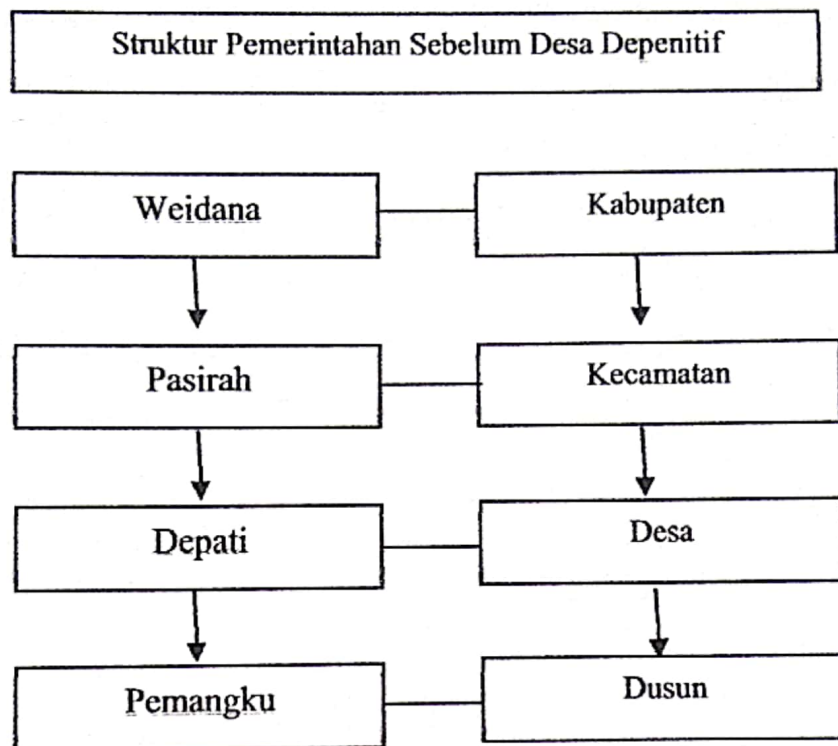 Struktur Pemerintahan Sebelum Desa Depenitif
Weidana
Kabupaten
Pasirah
Kecamatan
Depati
Desa
Pemangku
Dusun